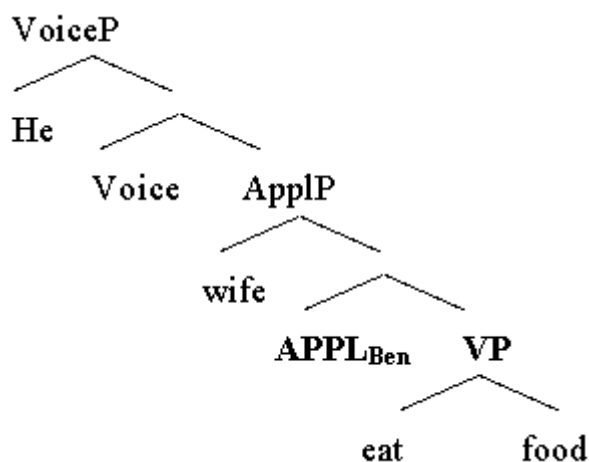 VoiceP
He
Voice ApplP
wife
APPLBen VP
eat food